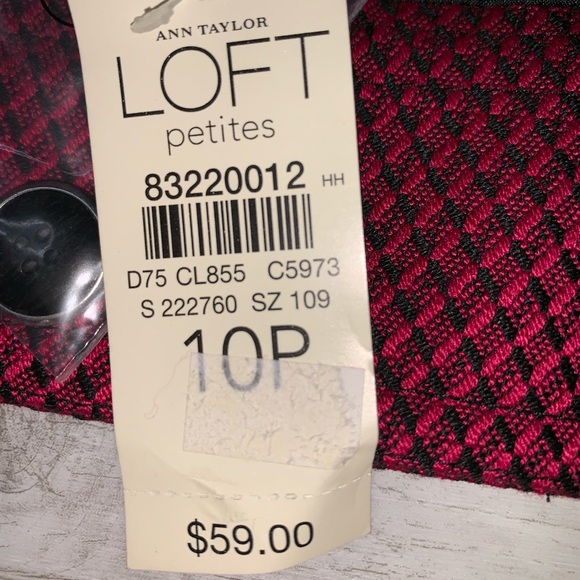 ANN TAYLOR
LOFT
petites
83220012 HH
D75 CL855 C5973
S 222760 SZ 109
10P
$59.00